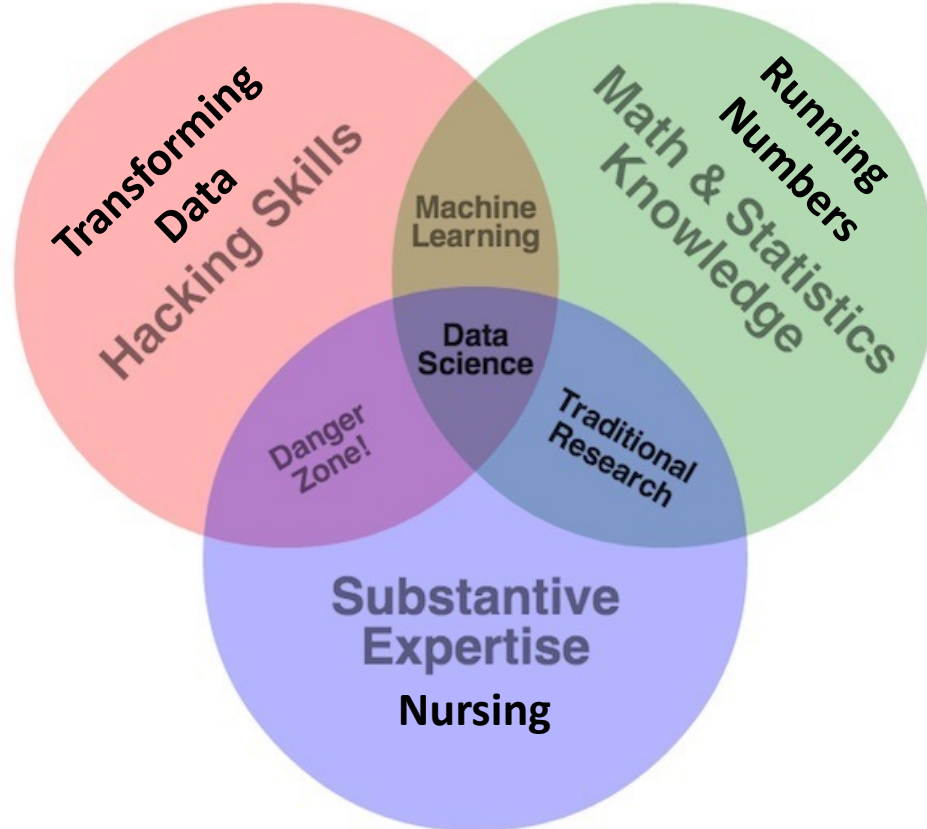 Transforming
Data
Hacking Skills
Running
Numbers
Math & Statistics
Knowledge
Machine
Learning
Data
Science
Danger
Zone!
Traditional
Research
Substantive
Expertise
Nursing